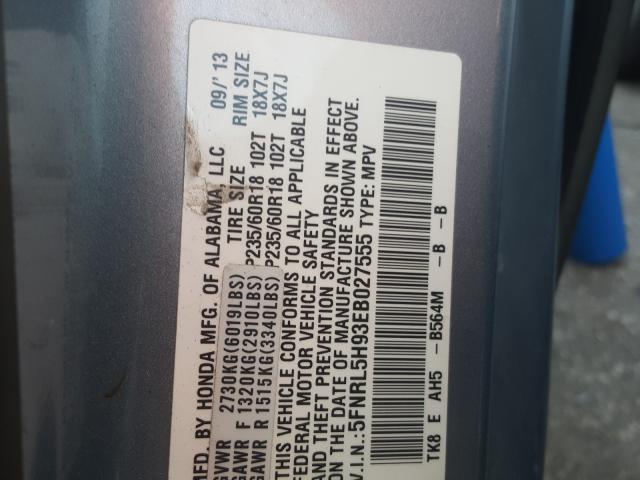 MFD. BY HONDA MFG. OF ALABAMA, LLC 09/'13
TIRE SIZE RIM SIZE
GVWR 2730KG(6019LBS)
GAWR F 1320KG(2910LBS) P235/60R18 102T 18X7J
GAWR R 1515KG(3340LBS) P235/60R18 102T 18X7J
THIS VEHICLE CONFORMS TO ALL APPLICABLE
FEDERAL MOTOR VEHICLE SAFETY
AND THEFT PREVENTION STANDARDS IN EFFECT
ON THE DATE OF MANUFACTURE SHOWN ABOVE.
V.I.N.:5FNRL5H93EB027555 TYPE: MPV
TK8 E AH5 -B564M -B -B